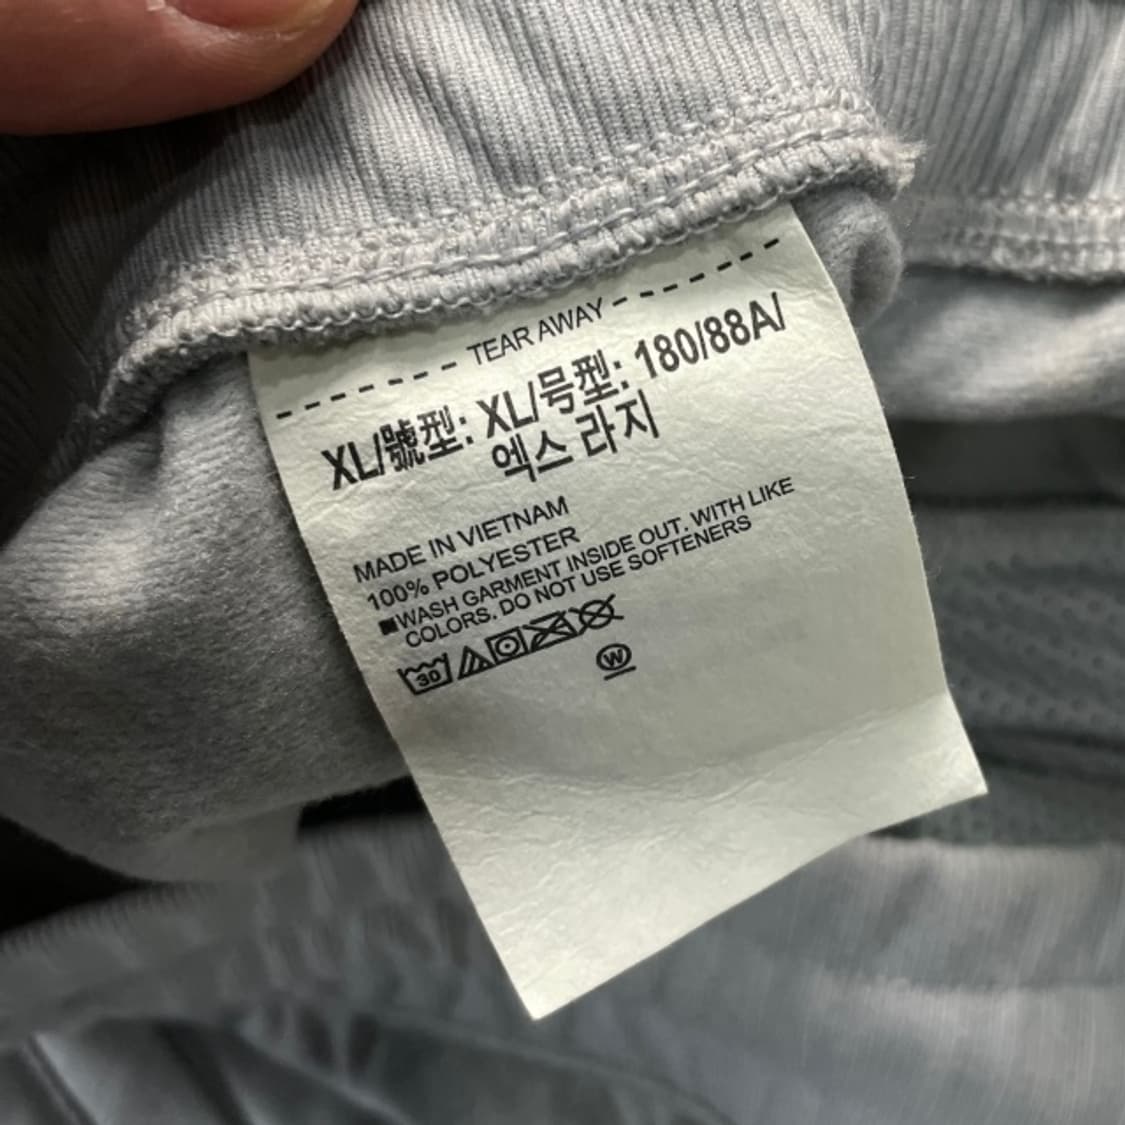 TEAR AWAY
XL/號型: XL/号型: 180/88A/
엑스 라지
MADE IN VIETNAM
100% POLYESTER
■WASH GARMENT INSIDE OUT. WITH LIKE
COLORS. DO NOT USE SOFTENERS
30
W